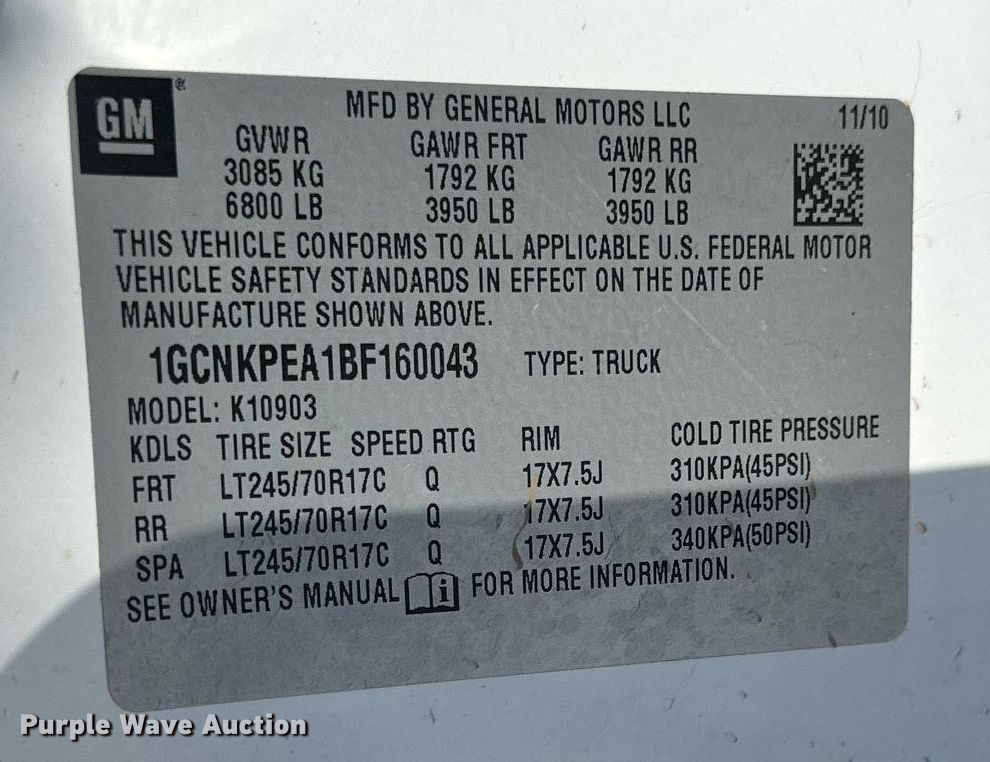 GM ®
MFD BY GENERAL MOTORS LLC 11/10
GVWR GAWR FRT GAWR RR
3085 KG 1792 KG 1792 KG
6800 LB 3950 LB 3950 LB
THIS VEHICLE CONFORMS TO ALL APPLICABLE U.S. FEDERAL MOTOR
VEHICLE SAFETY STANDARDS IN EFFECT ON THE DATE OF
MANUFACTURE SHOWN ABOVE.
1GCNKPEA1BF160043 TYPE: TRUCK
MODEL: K10903
KDLS TIRE SIZE SPEED RTG RIM COLD TIRE PRESSURE
FRT LT245/70R17C Q 17X7.5J 310KPA(45PSI)
RR LT245/70R17C Q 17X7.5J 310KPA(45PSI)
SPA LT245/70R17C Q 17X7.5J 340KPA(50PSI)
SEE OWNER'S MANUAL i FOR MORE INFORMATION.
Purple Wave Auction